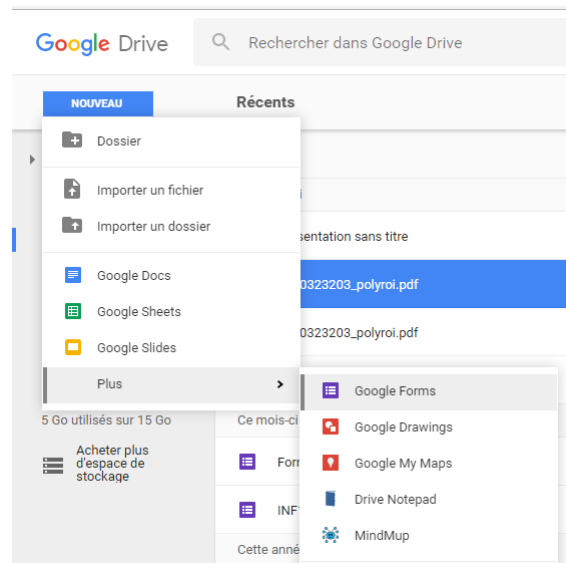 Google Drive
Rechercher dans Google Drive
NOUVEAU
Récents
Dossier
Importer un fichier
Importer un dossier
sentation sans titre
Google Docs
0323203_polyroi.pdf
Google Sheets
0323203_polyroi.pdf
Google Slides
Plus
Google Forms
5 Go utilisés sur 15 Go
Ce mois-ci
Google Drawings
Acheter plus
d'espace de
stockage
For
Google My Maps
INF
Drive Notepad
MindMup
Cette anné